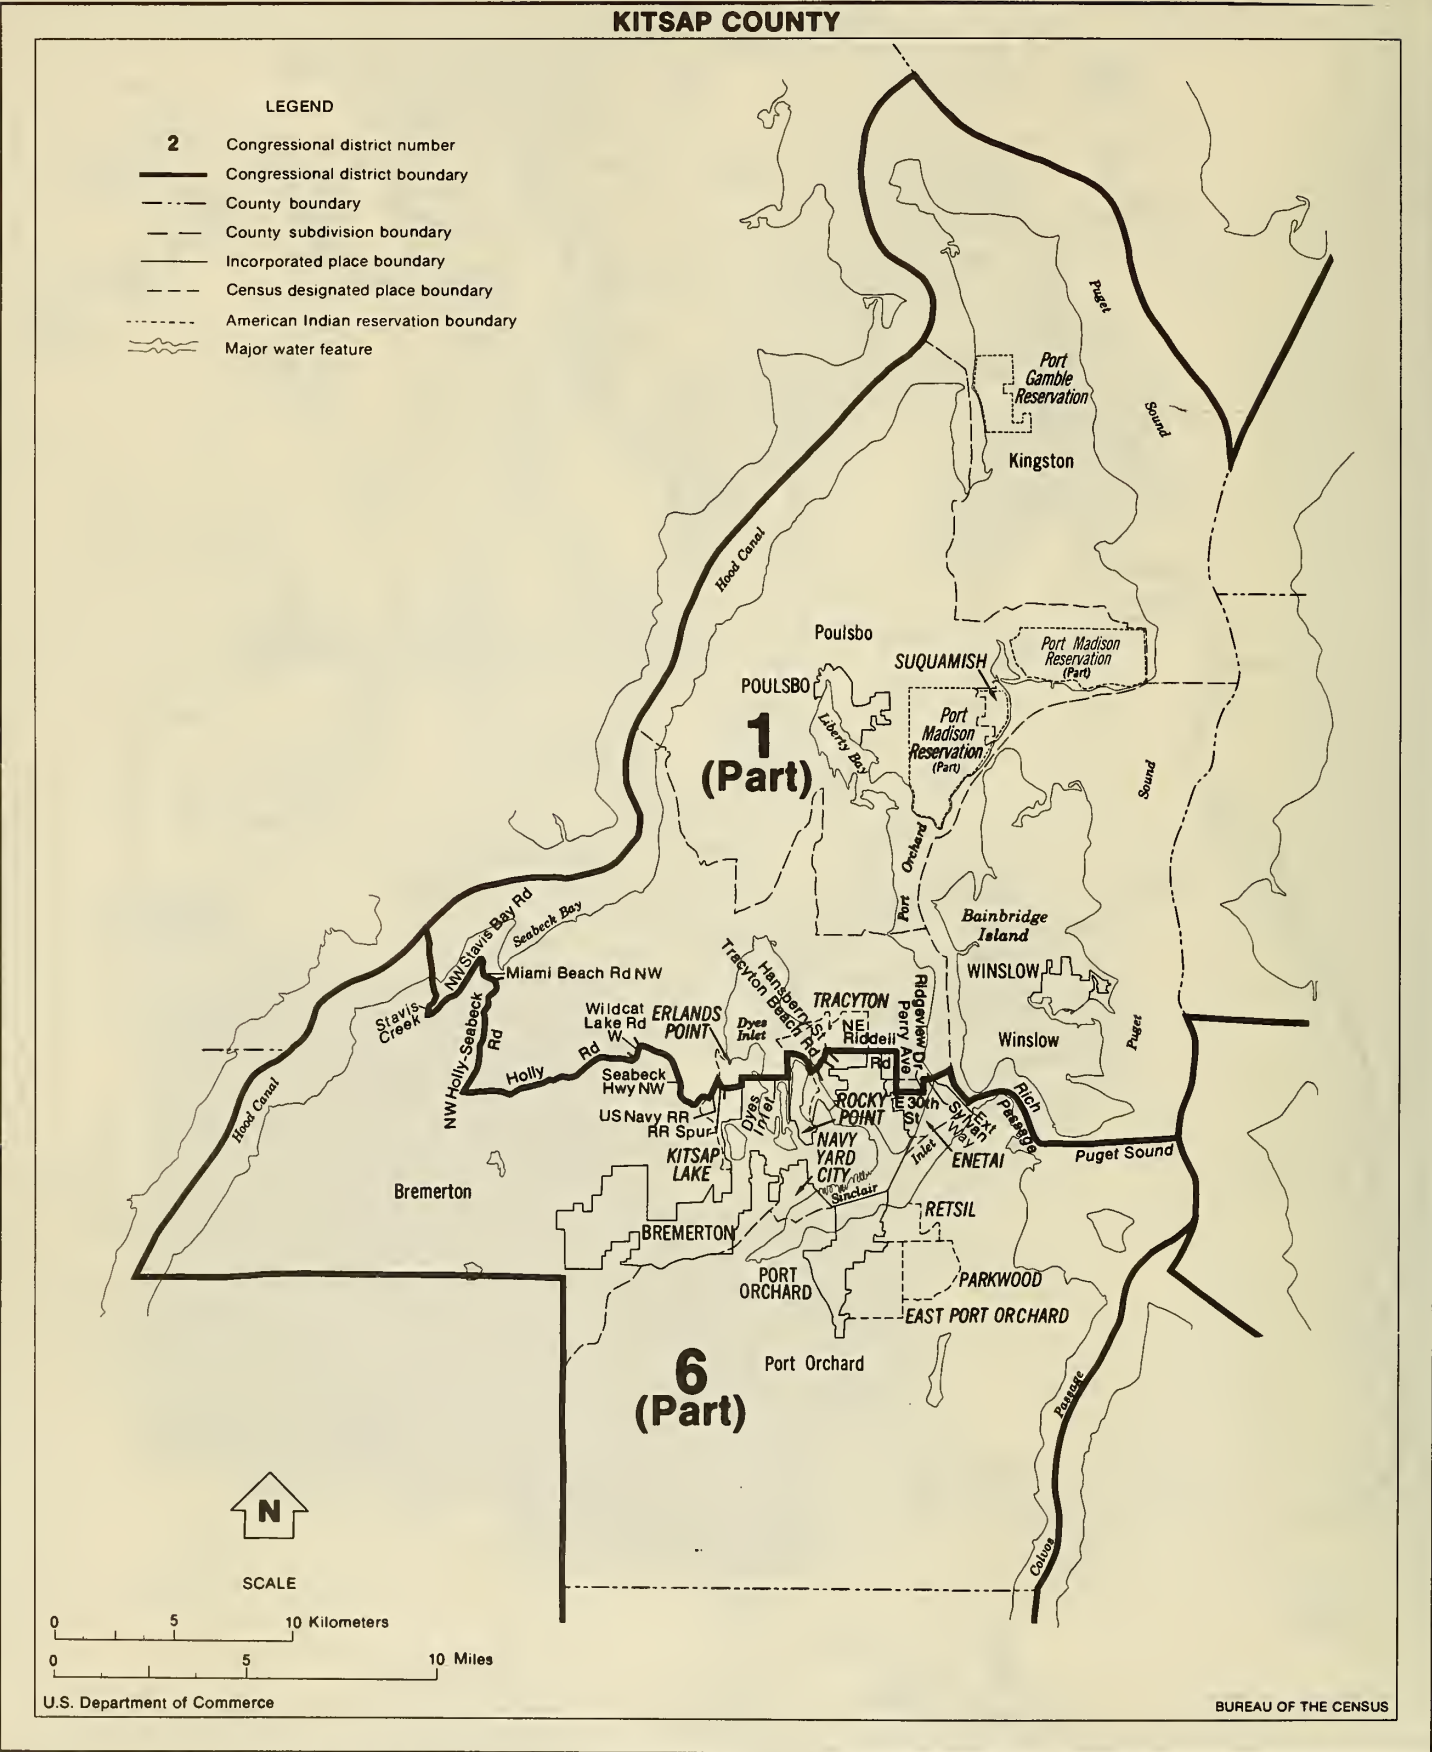 KITSAP COUNTY
LEGEND
2 Congressional district number
Congressional district boundary
County boundary
County subdivision boundary
Incorporated place boundary
Census designated place boundary
American Indian reservation boundary
Major water feature
Puget
Sound
Port
Gamble
Reservation
Kingston
Hood Canal
Poulsbo
SUQUAMISH
Port Madison
Reservation
(Part)
POULSBO
Liberty Bay
Port
Madison
Reservation
(Part)
1
(Part)
Sound
Orchard
Port
Bainbridge
Island
NW Stavis Bay Rd
Seabeck Bay
Miami Beach Rd NW
WINSLOW
Stavis
Creek
NW Holly-Seabeck
Rd
Wildcat
Lake Rd
W
ERLANDS
POINT
Tracyton Beach Rd
Hansberry St
Dyes
Inlet
TRACYTON
NE
Riddell
Rd
Perry Ave
Ridgeview Dr
Winslow
Puget
Holly Rd
Seabeck
Hwy NW
US Navy RR
RR Spur
Dyes
Inlet
ROCKY
POINT
E 30th
St
Sylvan
Way
Ext
Rich
Passage
Puget Sound
Hood Canal
KITSAP
LAKE
NAVY
YARD
CITY
Inlet
Sinclair
ENETAI
Bremerton
BREMERTON
RETSIL
PORT
ORCHARD
PARKWOOD
EAST PORT ORCHARD
Port Orchard
6
(Part)
Passage
Colvos
N
SCALE
0 5 10 Kilometers
0 5 10 Miles
U.S. Department of Commerce
BUREAU OF THE CENSUS